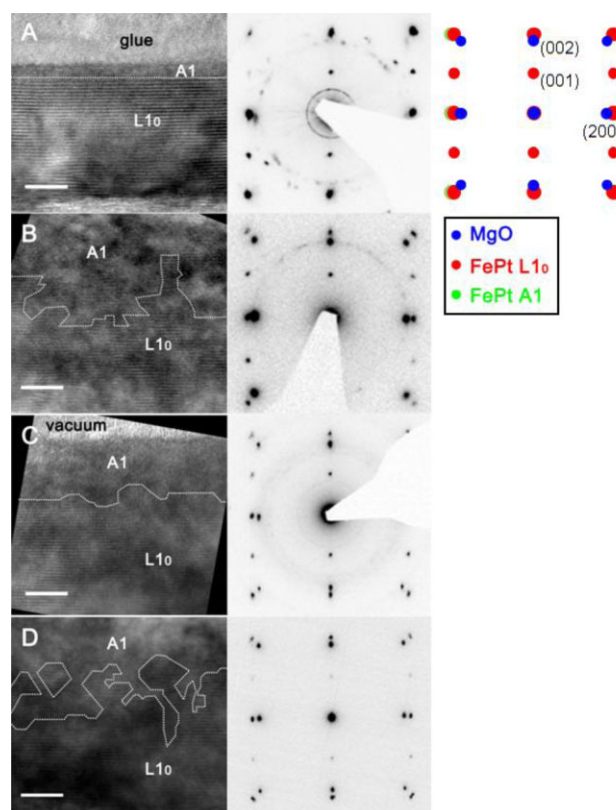 A
glue
A1
L1₀
(002)
(001)
(200
B
A1
L1₀
MgO
FePt L1₀
FePt A1
C
vacuum
A1
L1₀
D
A1
L1₀